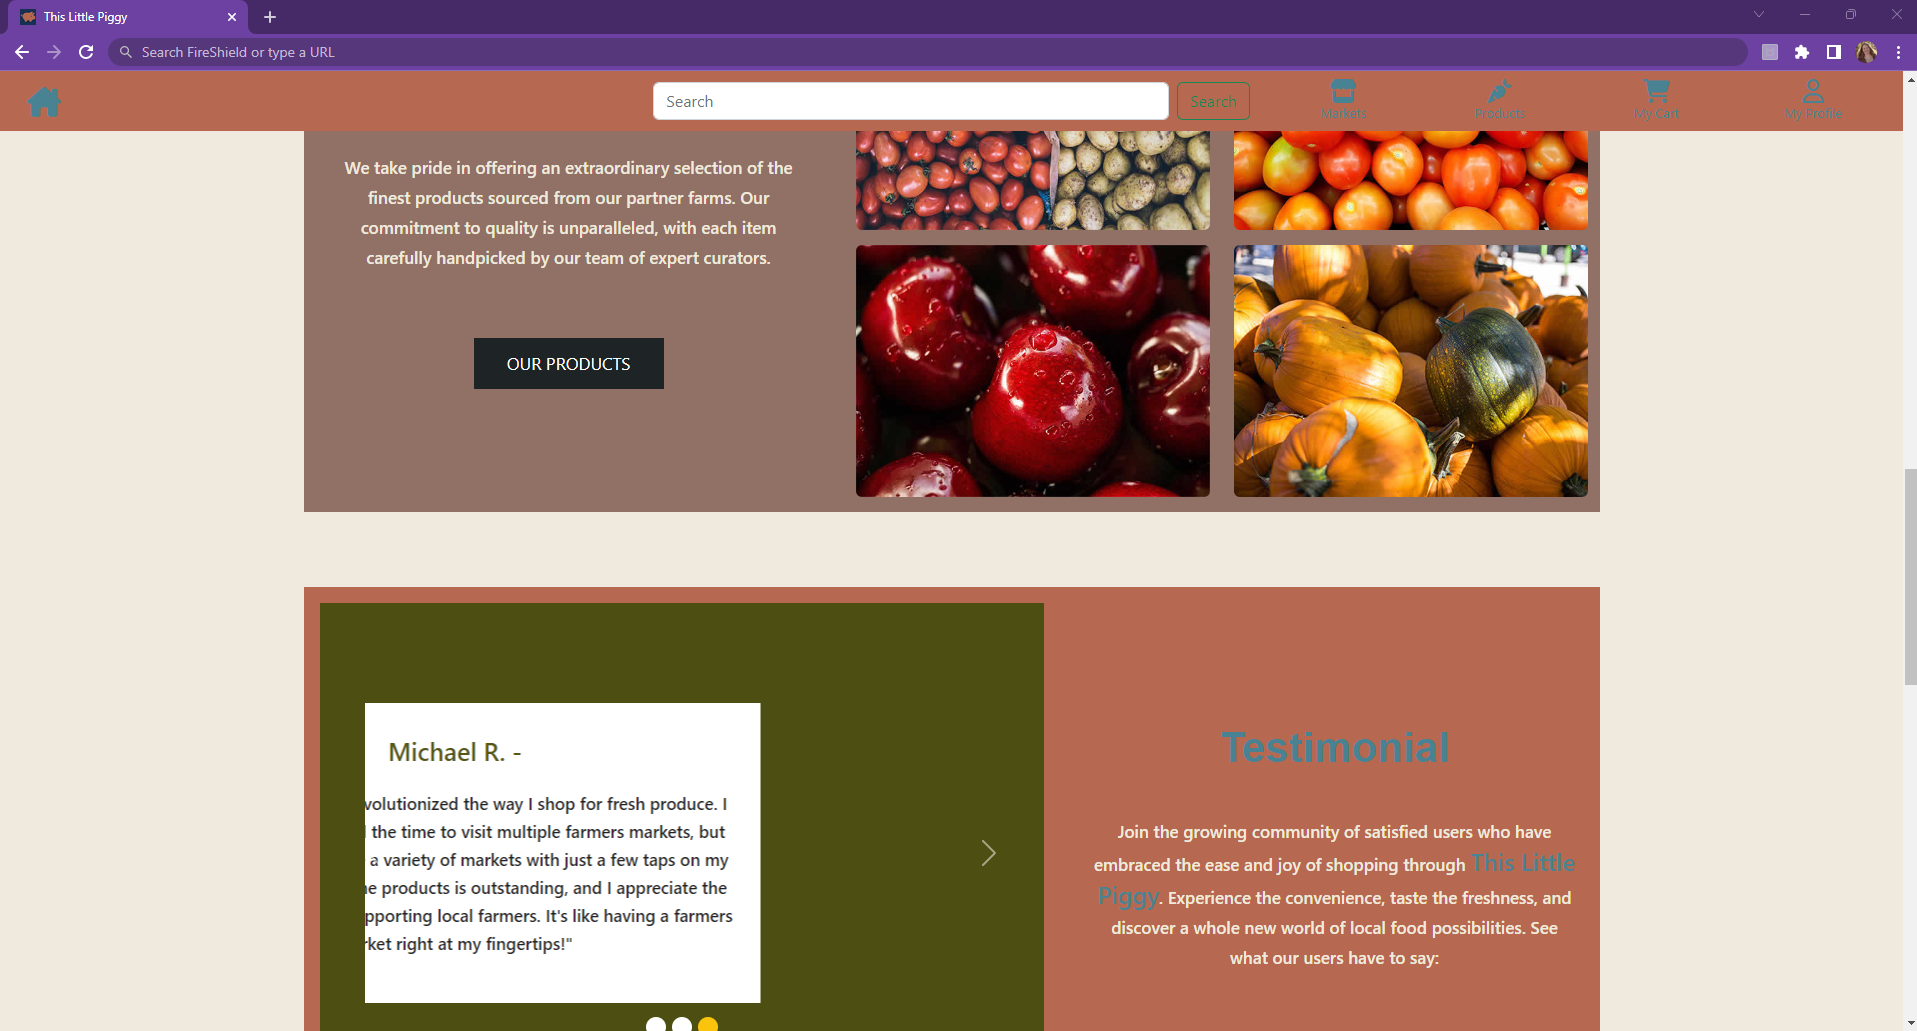 This Little Piggy
Search FireShield or type a URL
Search
Search
Markets
Products
My Cart
My Profile
We take pride in offering an extraordinary selection of the
finest products sourced from our partner farms. Our
commitment to quality is unparalleled, with each item
carefully handpicked by our team of expert curators.
OUR PRODUCTS
Michael R. -
volutionized the way I shop for fresh produce. I
the time to visit multiple farmers markets, but
a variety of markets with just a few taps on my
products is outstanding, and I appreciate the
pporting local farmers. It's like having a farmers
rket right at my fingertips!"
Testimonial
Join the growing community of satisfied users who have
embraced the ease and joy of shopping through This Little
Piggy. Experience the convenience, taste the freshness, and
discover a whole new world of local food possibilities. See
what our users have to say: